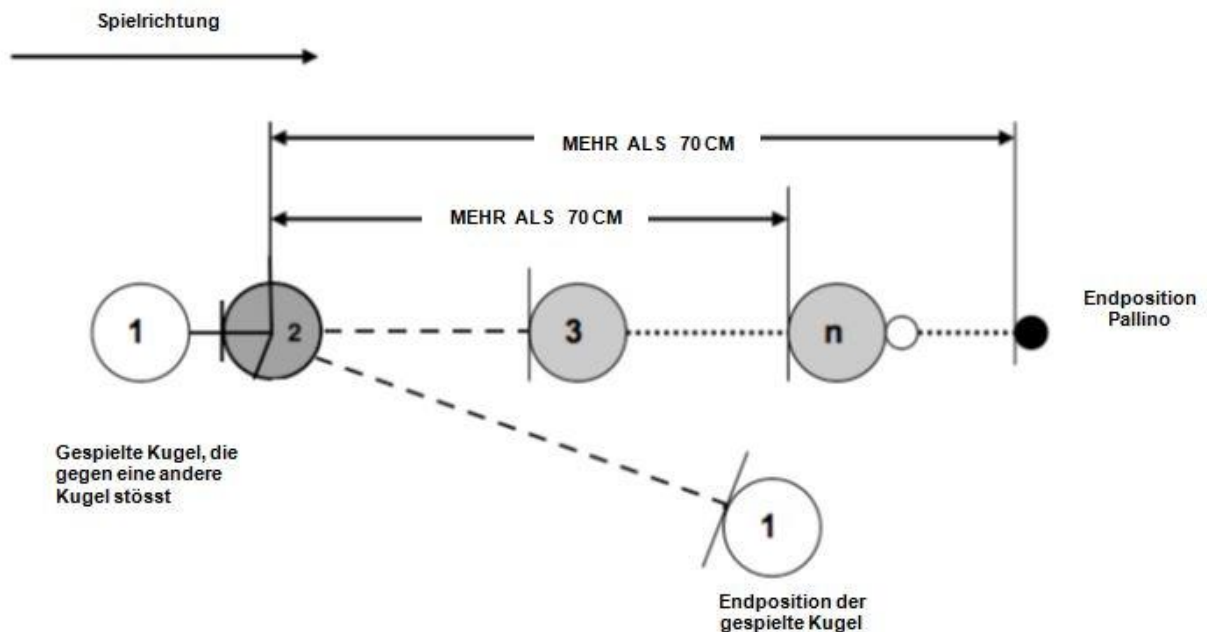 Spielrichtung
MEHR ALS 70 CM
MEHR ALS 70 CM
1
2
3
n
Endposition
Pallino
Gespielte Kugel, die
gegen eine andere
Kugel stösst
1
Endposition der
gespielte Kugel